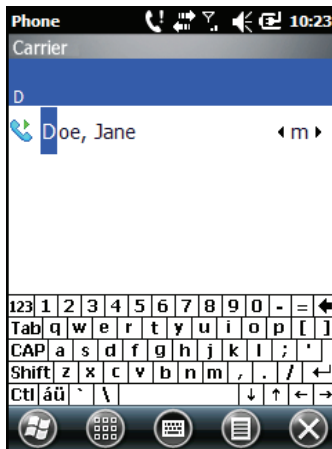 Phone 10:23
Carrier
D
Doe, Jane m
123 1 2 3 4 5 6 7 8 9 0 - =
Tab q w e r t y u i o p [ ]
CAP a s d f g h j k l ; '
Shift z x c v b n m , . /
Ctl áü ` \